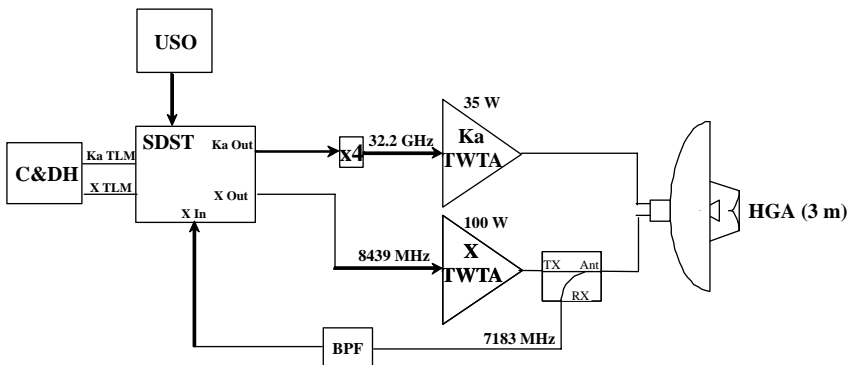 USO
35 W
SDST
Ka Out
x4
32.2 GHz
Ka
TWTA
Ka TLM
C&DH
X TLM
X Out
X In
HGA (3 m)
100 W
8439 MHz
X
TWTA
TX Ant
RX
7183 MHz
BPF